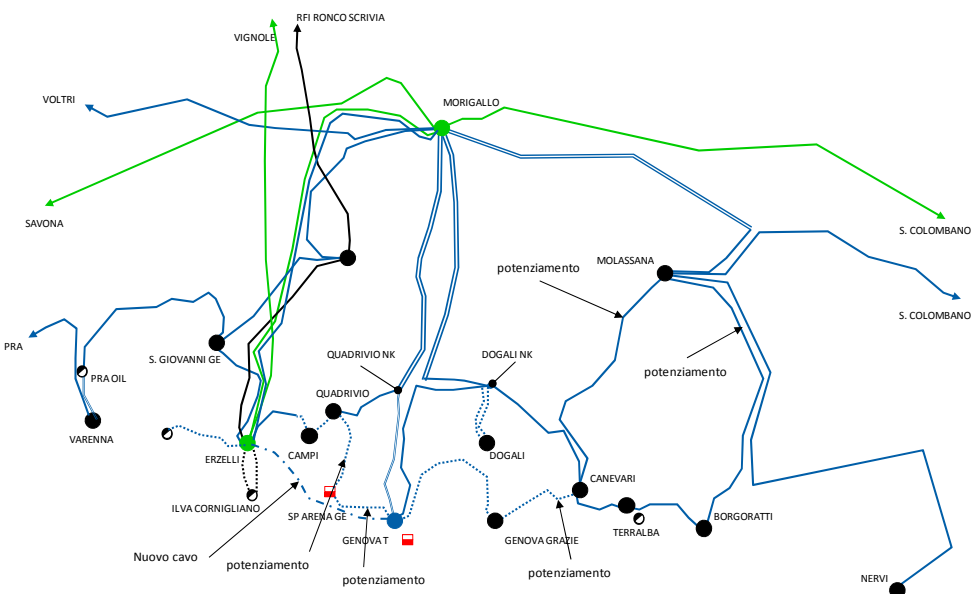 RFI RONCO SCRIVIA
VIGNOLE
VOLTRI
MORIGALLO
SAVONA
S. COLOMBANO
MOLASSANA
potenziamento
S. COLOMBANO
PRA
S. GIOVANNI GE
QUADRIVIO NK
DOGALI NK
potenziamento
PRA OIL
QUADRIVIO
VARENNA
CAMPI
DOGALI
ERZELLI
CANEVARI
ILVA CORNIGLIANO
SP ARENA GE
BORGORATTI
TERRALBA
GENOVA T
GENOVA GRAZIE
Nuovo cavo
potenziamento
potenziamento
potenziamento
NERVI